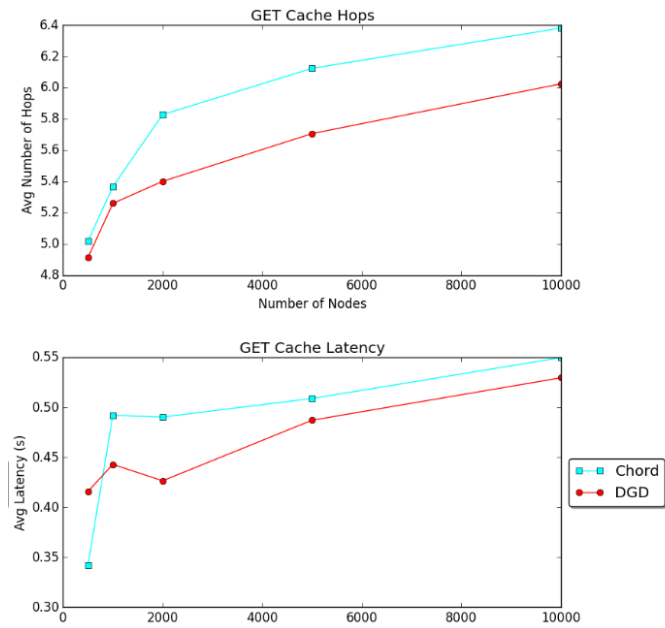 GET Cache Hops
6.4
6.2
6.0
5.8
5.6
5.4
5.2
5.0
4.8
Avg Number of Hops
0 2000 4000 6000 8000 10000
Number of Nodes
GET Cache Latency
0.55
0.50
0.45
0.40
0.35
0.30
Avg Latency (s)
0 2000 4000 6000 8000 10000
Chord
DGD